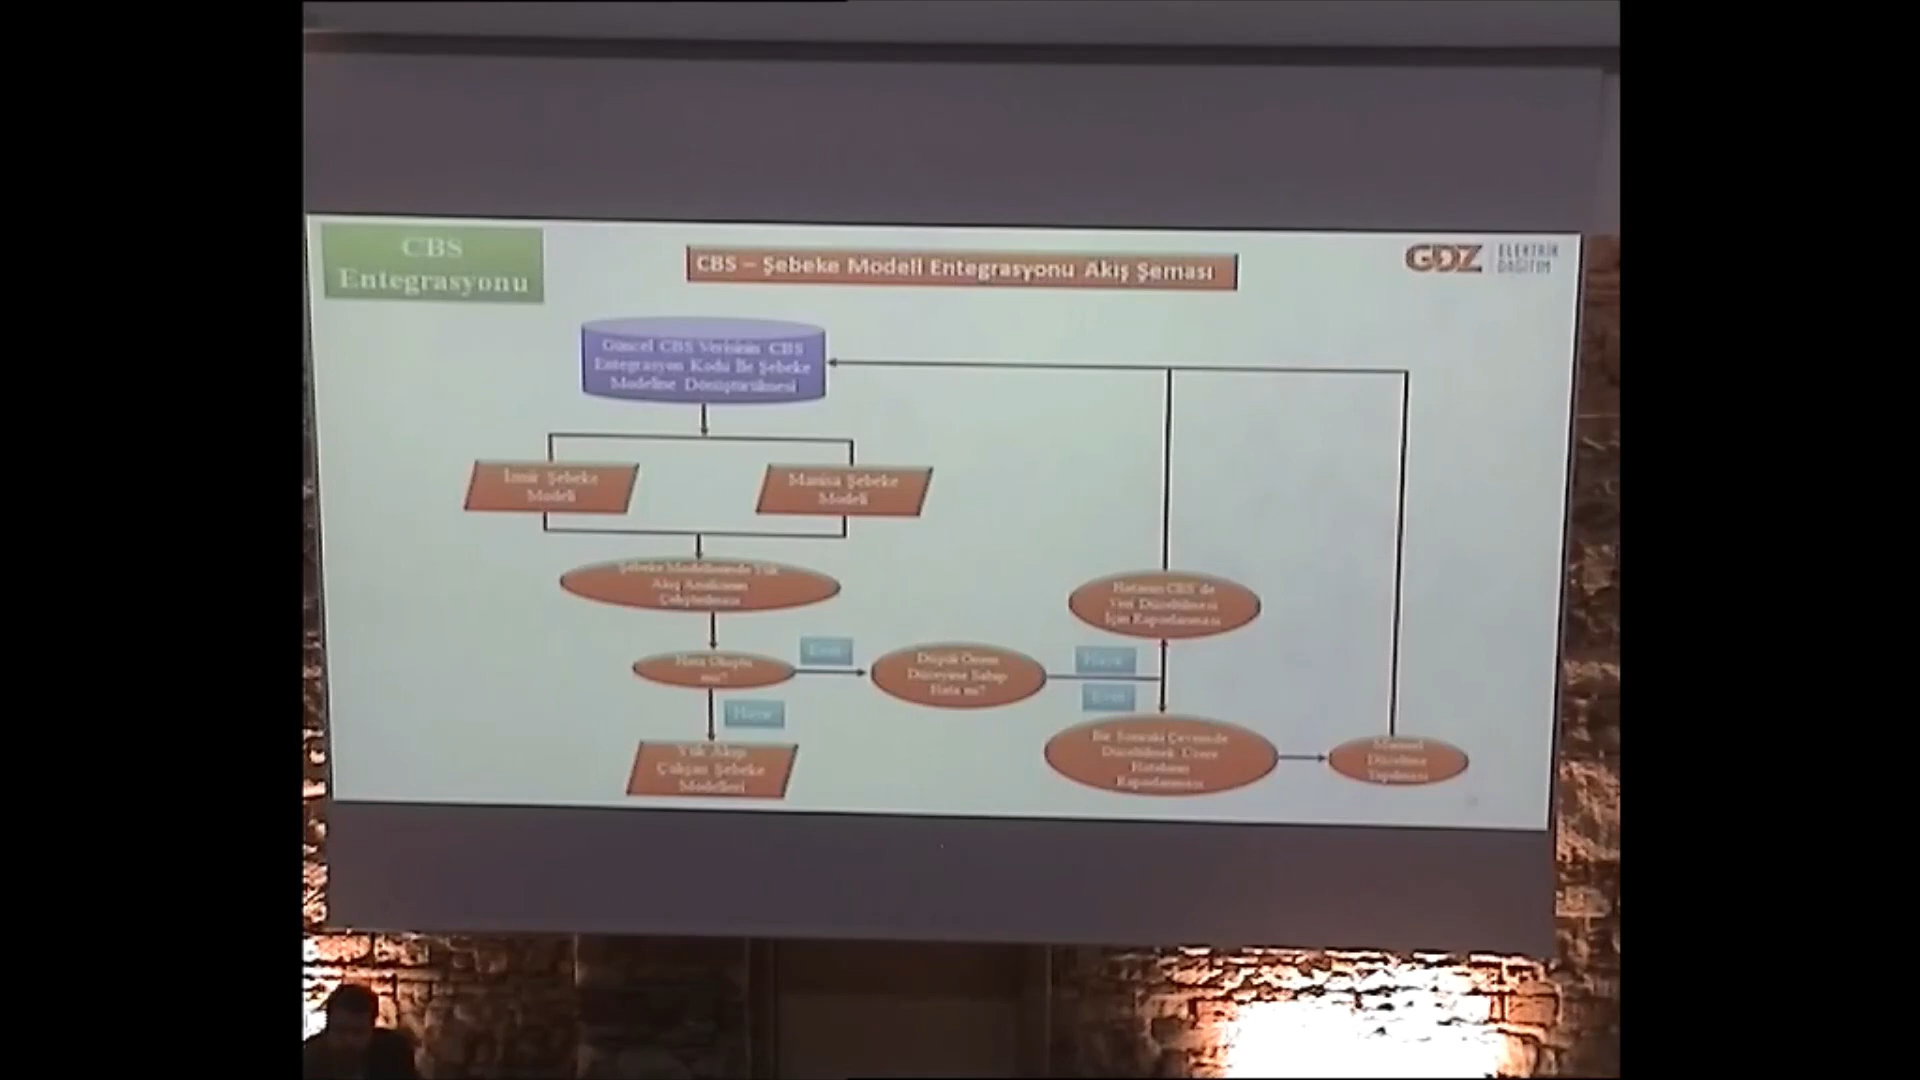 CBS
Entegrasyonu
CBS – Şebeke Modeli Entegrasyonu Akış Şeması
GDZ ELEKTRİK
DAĞITIM
Güncel CBS Verisinin CBS
Entegrasyon Kodu İle Şebeke
Modeline Dönüştürülmesi
İzmir Şebeke
Modeli
Manisa Şebeke
Modeli
Şebeke Modellerinde Yük
Akış Analizinin
Çalıştırılması
Hata Oluştu
mu?
Evet
Hayır
Düşük Önem
Düzeyine Sahip
Hata mı?
Hayır
Evet
Hatanın CBS'de
Veri Düzeltilmesi
İçin Raporlanması
Bir Sonraki Çevrimde
Düzeltilmek Üzere
Hataların
Raporlanması
Manuel
Düzeltme
Yapılması
Yük Akışı
Çalışan Şebeke
Modelleri